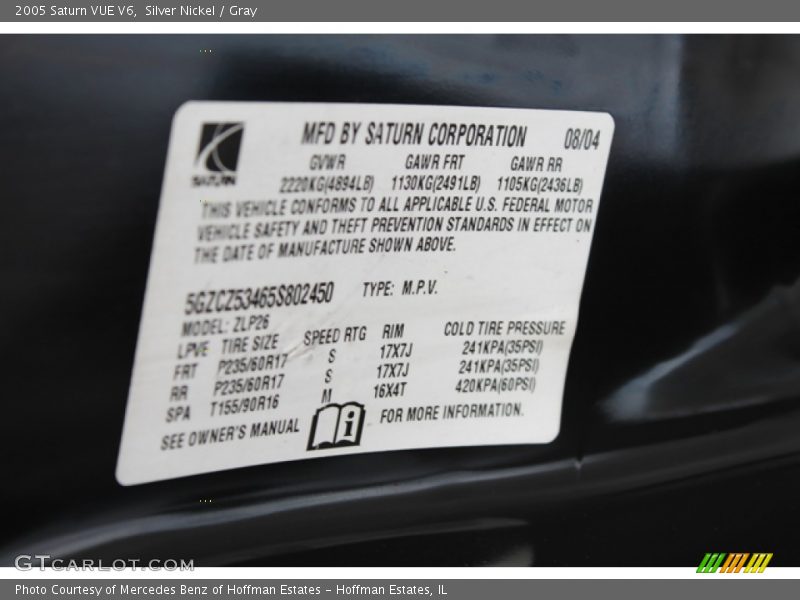 2005 Saturn VUE V6, Silver Nickel / Gray
SATURN
MFD BY SATURN CORPORATION 08/04
GVWR GAWR FRT GAWR RR
2220KG(4894LB) 1130KG(2491LB) 1105KG(2436LB)
THIS VEHICLE CONFORMS TO ALL APPLICABLE U.S. FEDERAL MOTOR
VEHICLE SAFETY AND THEFT PREVENTION STANDARDS IN EFFECT ON
THE DATE OF MANUFACTURE SHOWN ABOVE.
5GZCZ53465S802450 TYPE: M.P.V.
MODEL: ZLP26
LPVE TIRE SIZE SPEED RTG RIM COLD TIRE PRESSURE
FRT P235/60R17 S 17X7J 241KPA(35PSI)
RR P235/60R17 S 17X7J 241KPA(35PSI)
SPA T155/90R16 M 16X4T 420KPA(60PSI)
SEE OWNER'S MANUAL i FOR MORE INFORMATION.
GTCARLOT.COM
Photo Courtesy of Mercedes Benz of Hoffman Estates - Hoffman Estates, IL